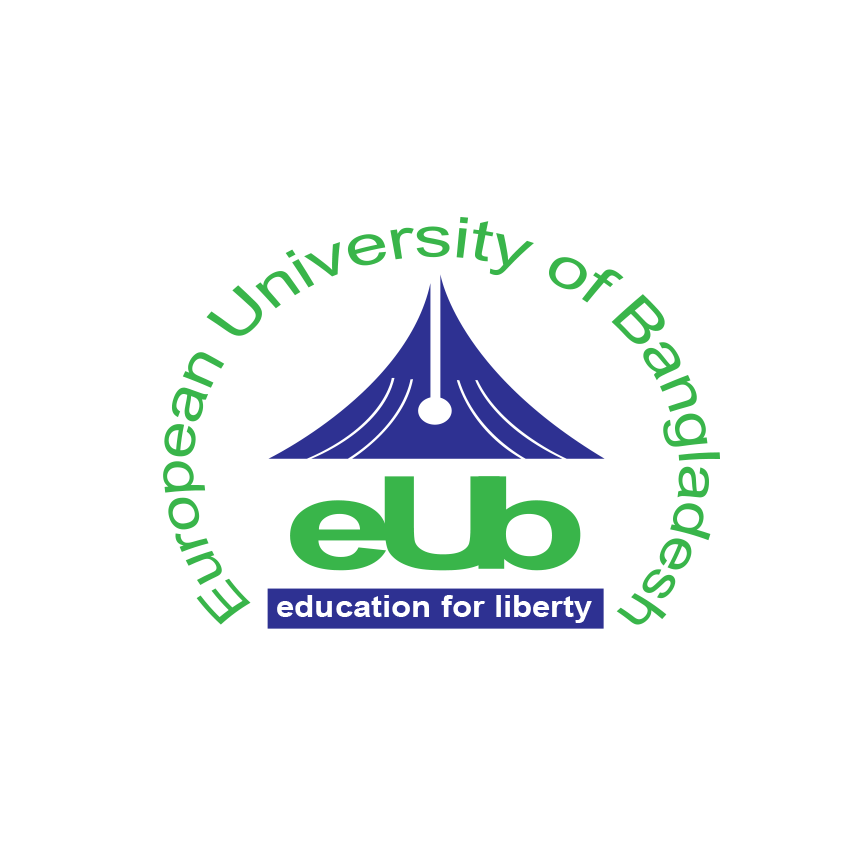 European University of Bangladesh
eUb
education for liberty